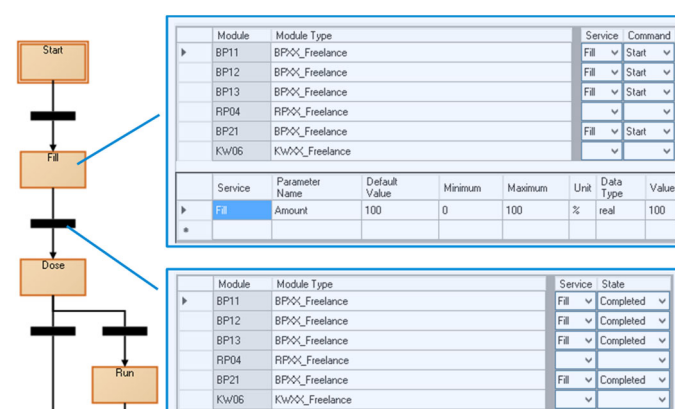 Start
Fill
Dose
Run
Module Module Type Service Command
BP11 BPXX_Freelance Fill Start
BP12 BPXX_Freelance Fill Start
BP13 BPXX_Freelance Fill Start
RP04 RPXX_Freelance
BP21 BPXX_Freelance Fill Start
KW06 KWXX_Freelance
Service Parameter Name Default Value Minimum Maximum Unit Data Type Value
Fill Amount 100 0 100 % real 100
Module Module Type Service State
BP11 BPXX_Freelance Fill Completed
BP12 BPXX_Freelance Fill Completed
BP13 BPXX_Freelance Fill Completed
RP04 RPXX_Freelance
BP21 BPXX_Freelance Fill Completed
KW06 KWXX_Freelance